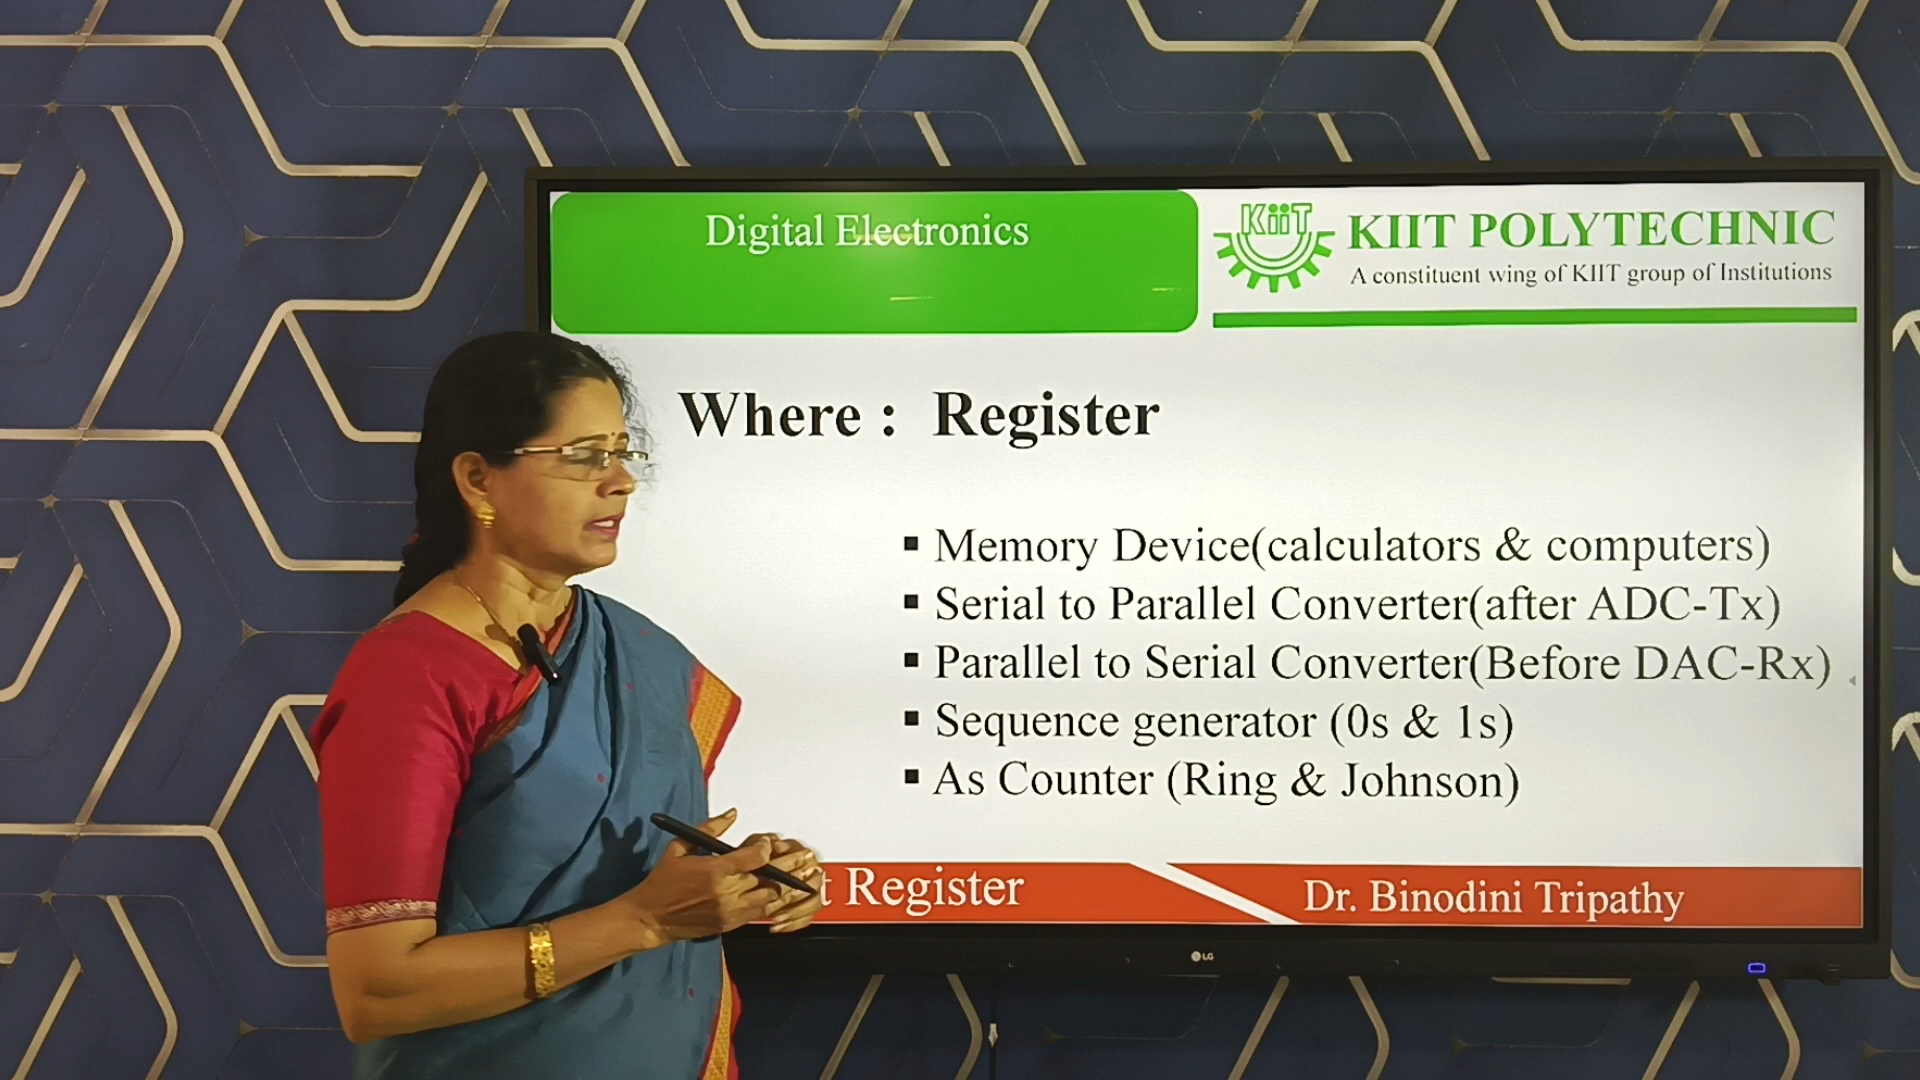 Digital Electronics
KiiT
KIIT POLYTECHNIC
A constituent wing of KIIT group of Institutions
Where : Register
▪ Memory Device(calculators & computers)
▪ Serial to Parallel Converter(after ADC-Tx)
▪ Parallel to Serial Converter(Before DAC-Rx)
▪ Sequence generator (0s & 1s)
▪ As Counter (Ring & Johnson)
Register
Dr. Binodini Tripathy
LG